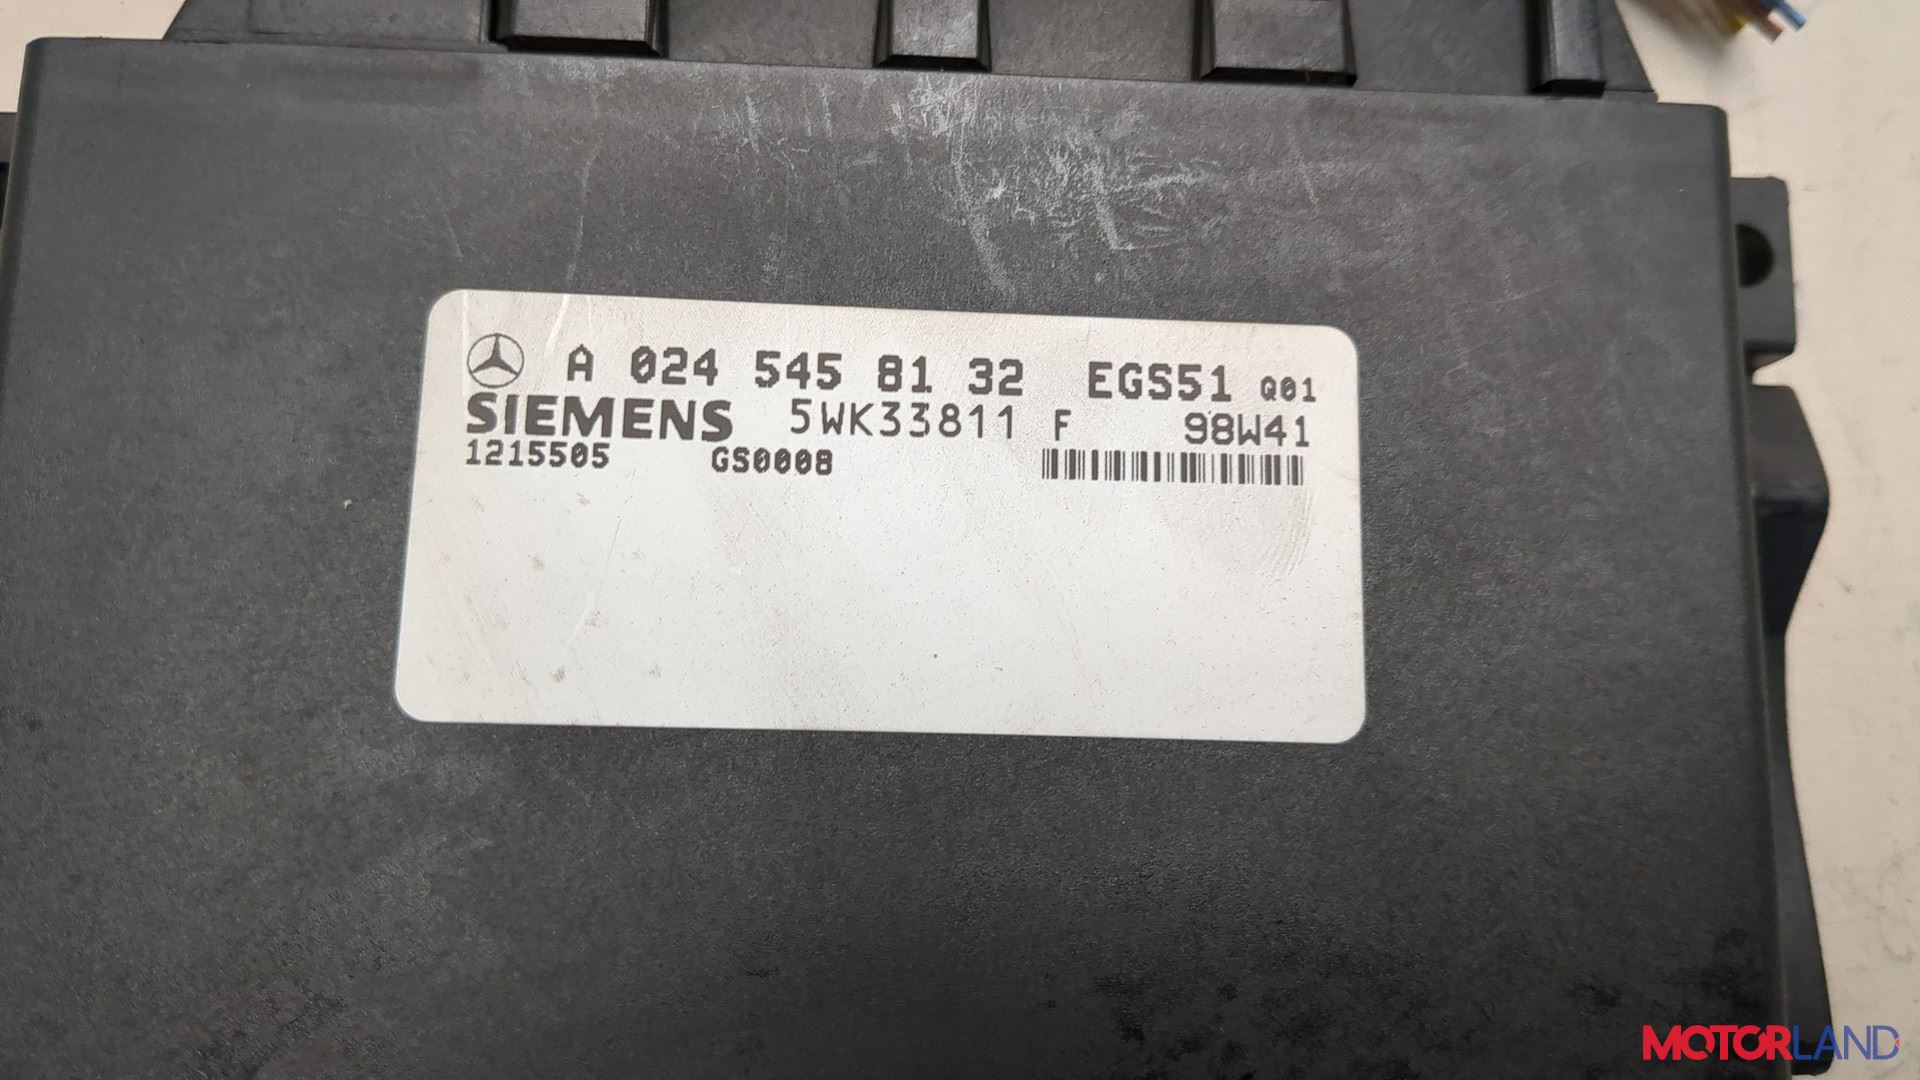 A 024 545 81 32 EGS51 Q01
SIEMENS 5WK33811 F 98W41
1215505 GS0008
MOTORLAND